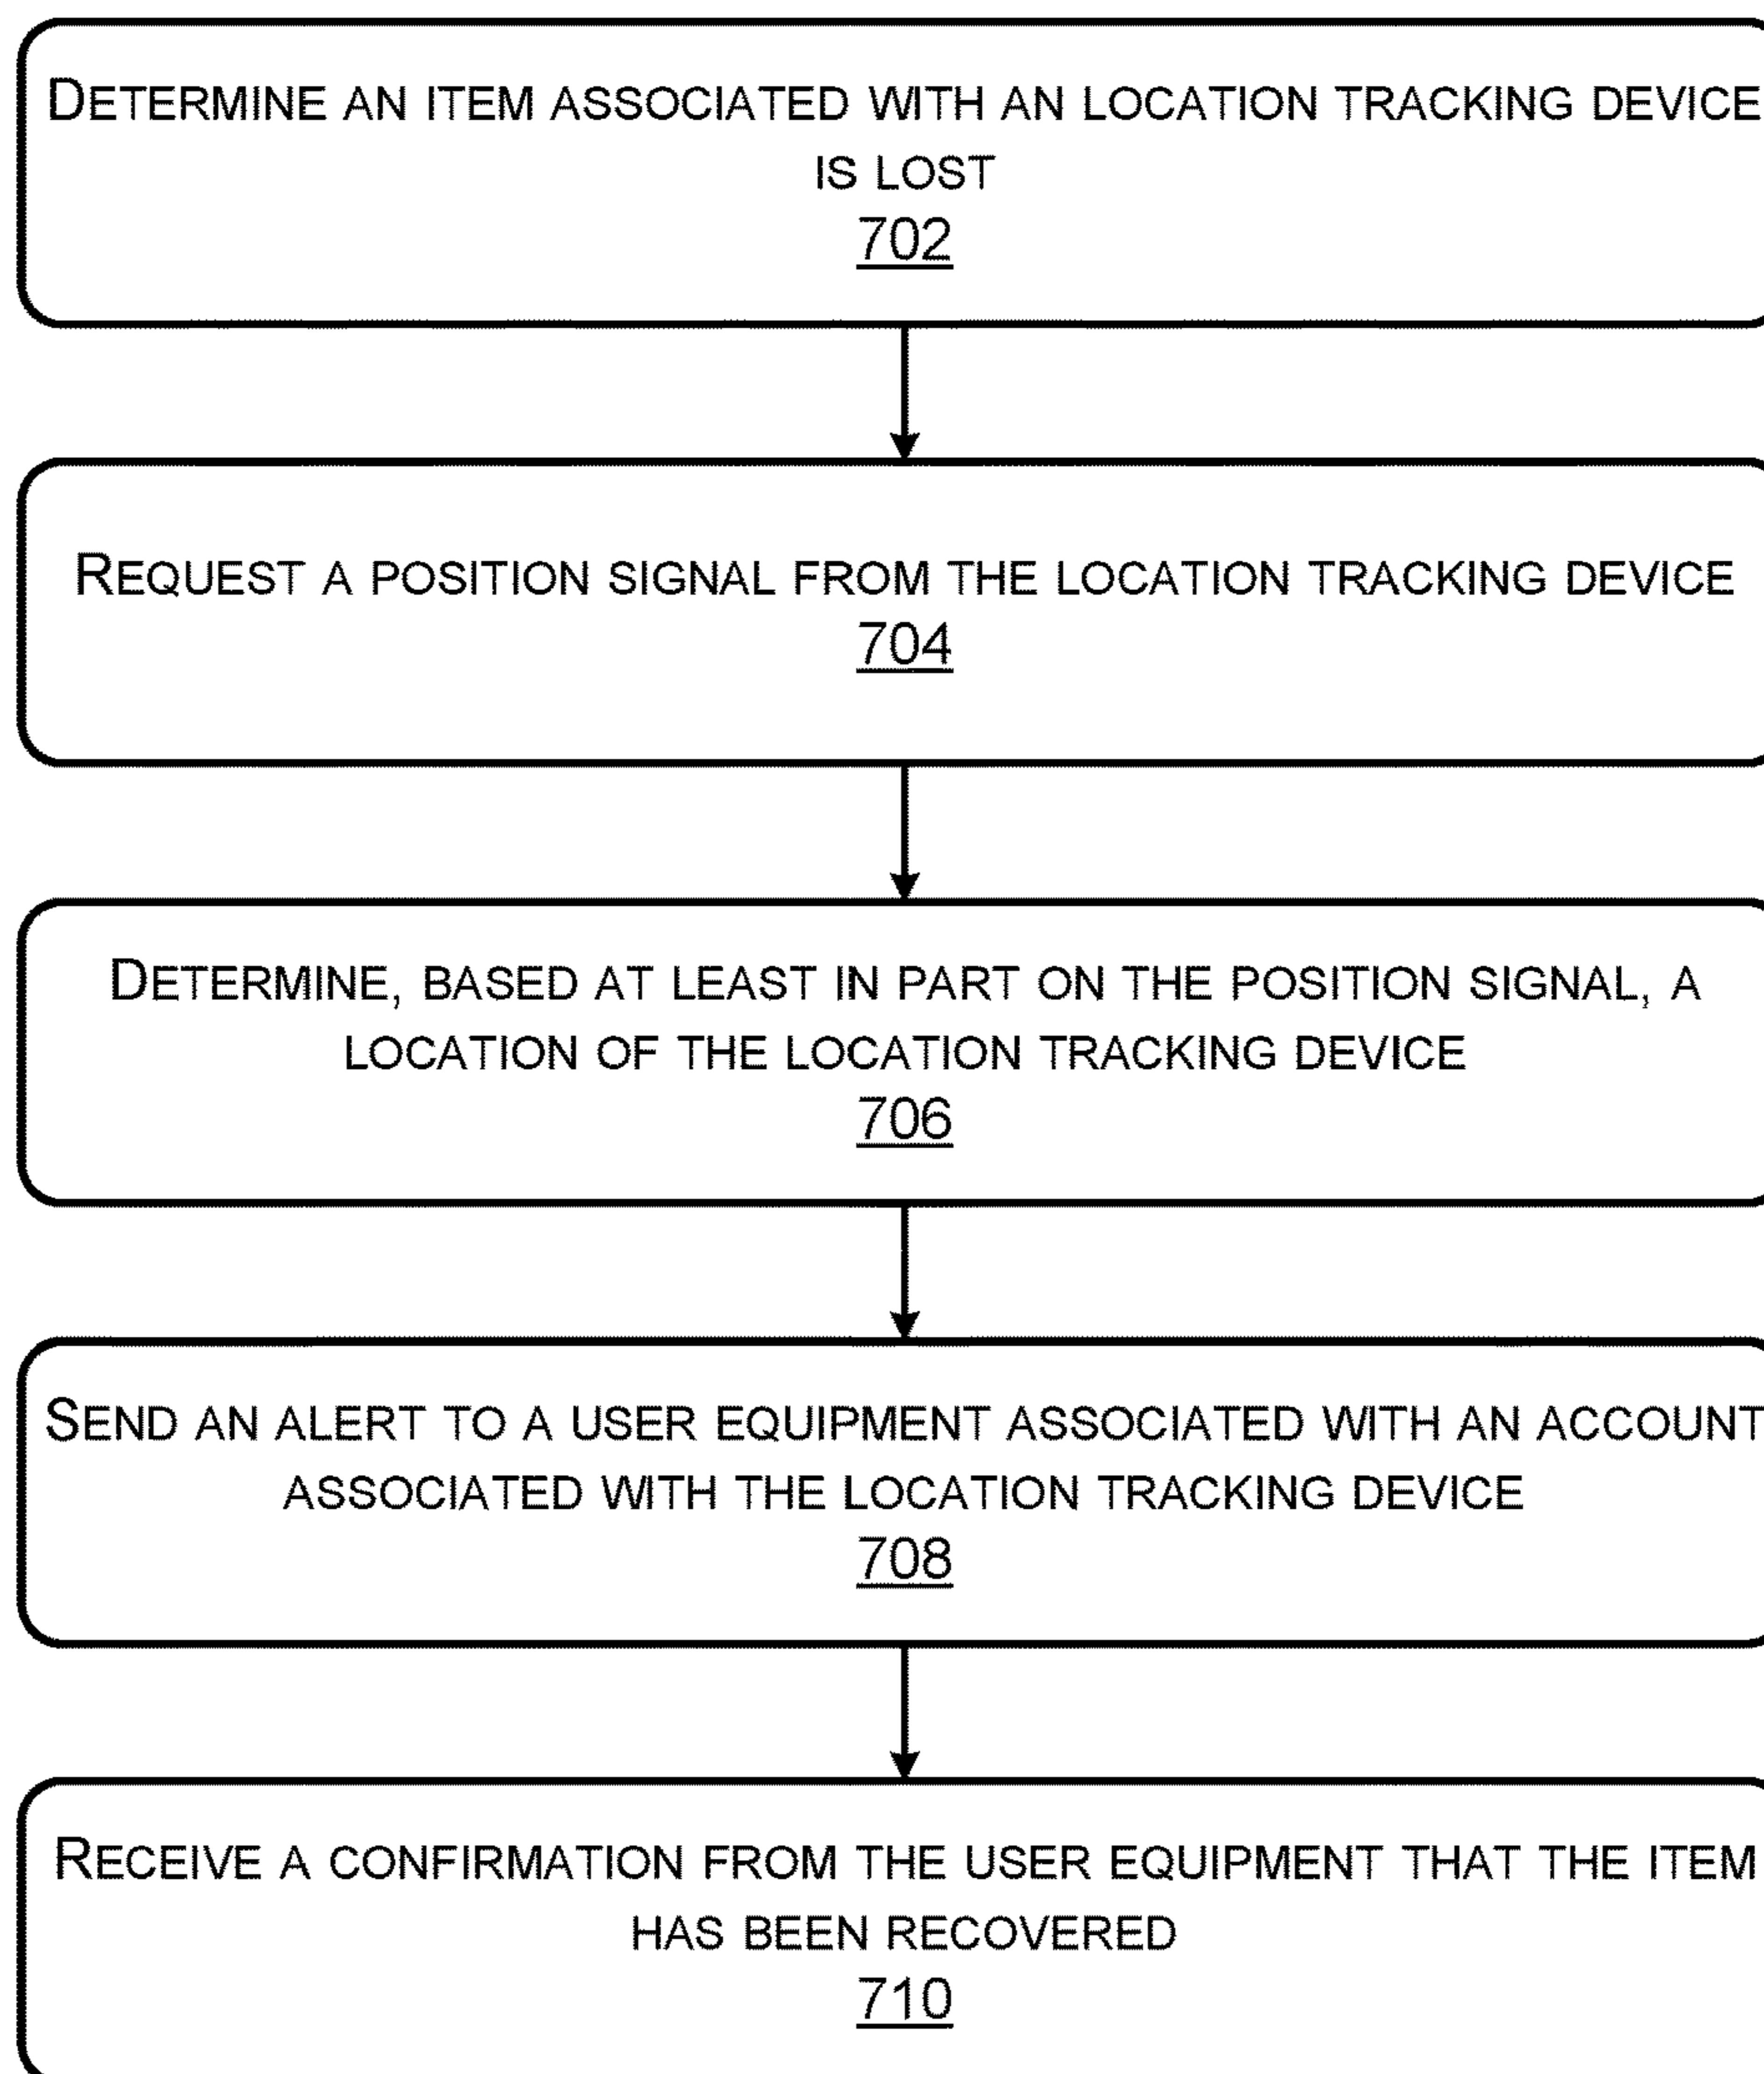 DETERMINE AN ITEM ASSOCIATED WITH AN LOCATION TRACKING DEVICE
IS LOST
702
REQUEST A POSITION SIGNAL FROM THE LOCATION TRACKING DEVICE
704
DETERMINE, BASED AT LEAST IN PART ON THE POSITION SIGNAL, A
LOCATION OF THE LOCATION TRACKING DEVICE
706
SEND AN ALERT TO A USER EQUIPMENT ASSOCIATED WITH AN ACCOUNT
ASSOCIATED WITH THE LOCATION TRACKING DEVICE
708
RECEIVE A CONFIRMATION FROM THE USER EQUIPMENT THAT THE ITEM
HAS BEEN RECOVERED
710